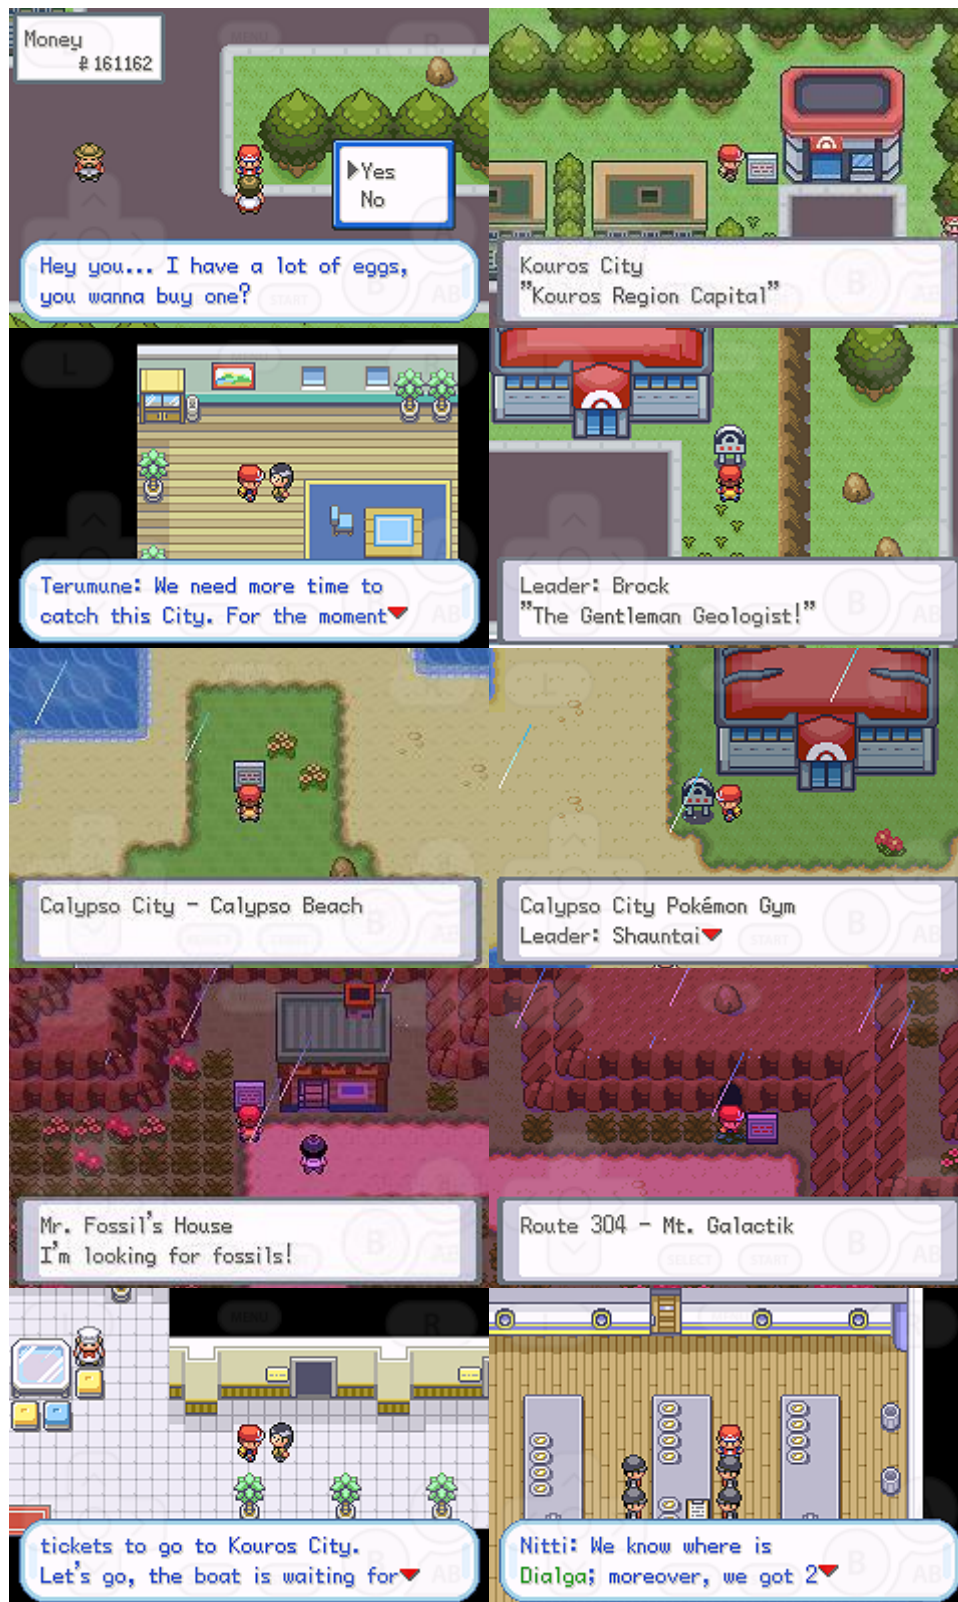 Money
₽161162
Yes
No
Hey you... I have a lot of eggs,
you wanna buy one?
Kouros City
"Kouros Region Capital"
Terumune: We need more time to
catch this City. For the moment
Leader: Brock
"The Gentleman Geologist!"
Calypso City - Calypso Beach
Calypso City Pokémon Gym
Leader: Shauntai
Mr. Fossil's House
I'm looking for fossils!
Route 304 - Mt. Galactik
tickets to go to Kouros City.
Let's go, the boat is waiting for
Nitti: We know where is
Dialga; moreover, we got 2